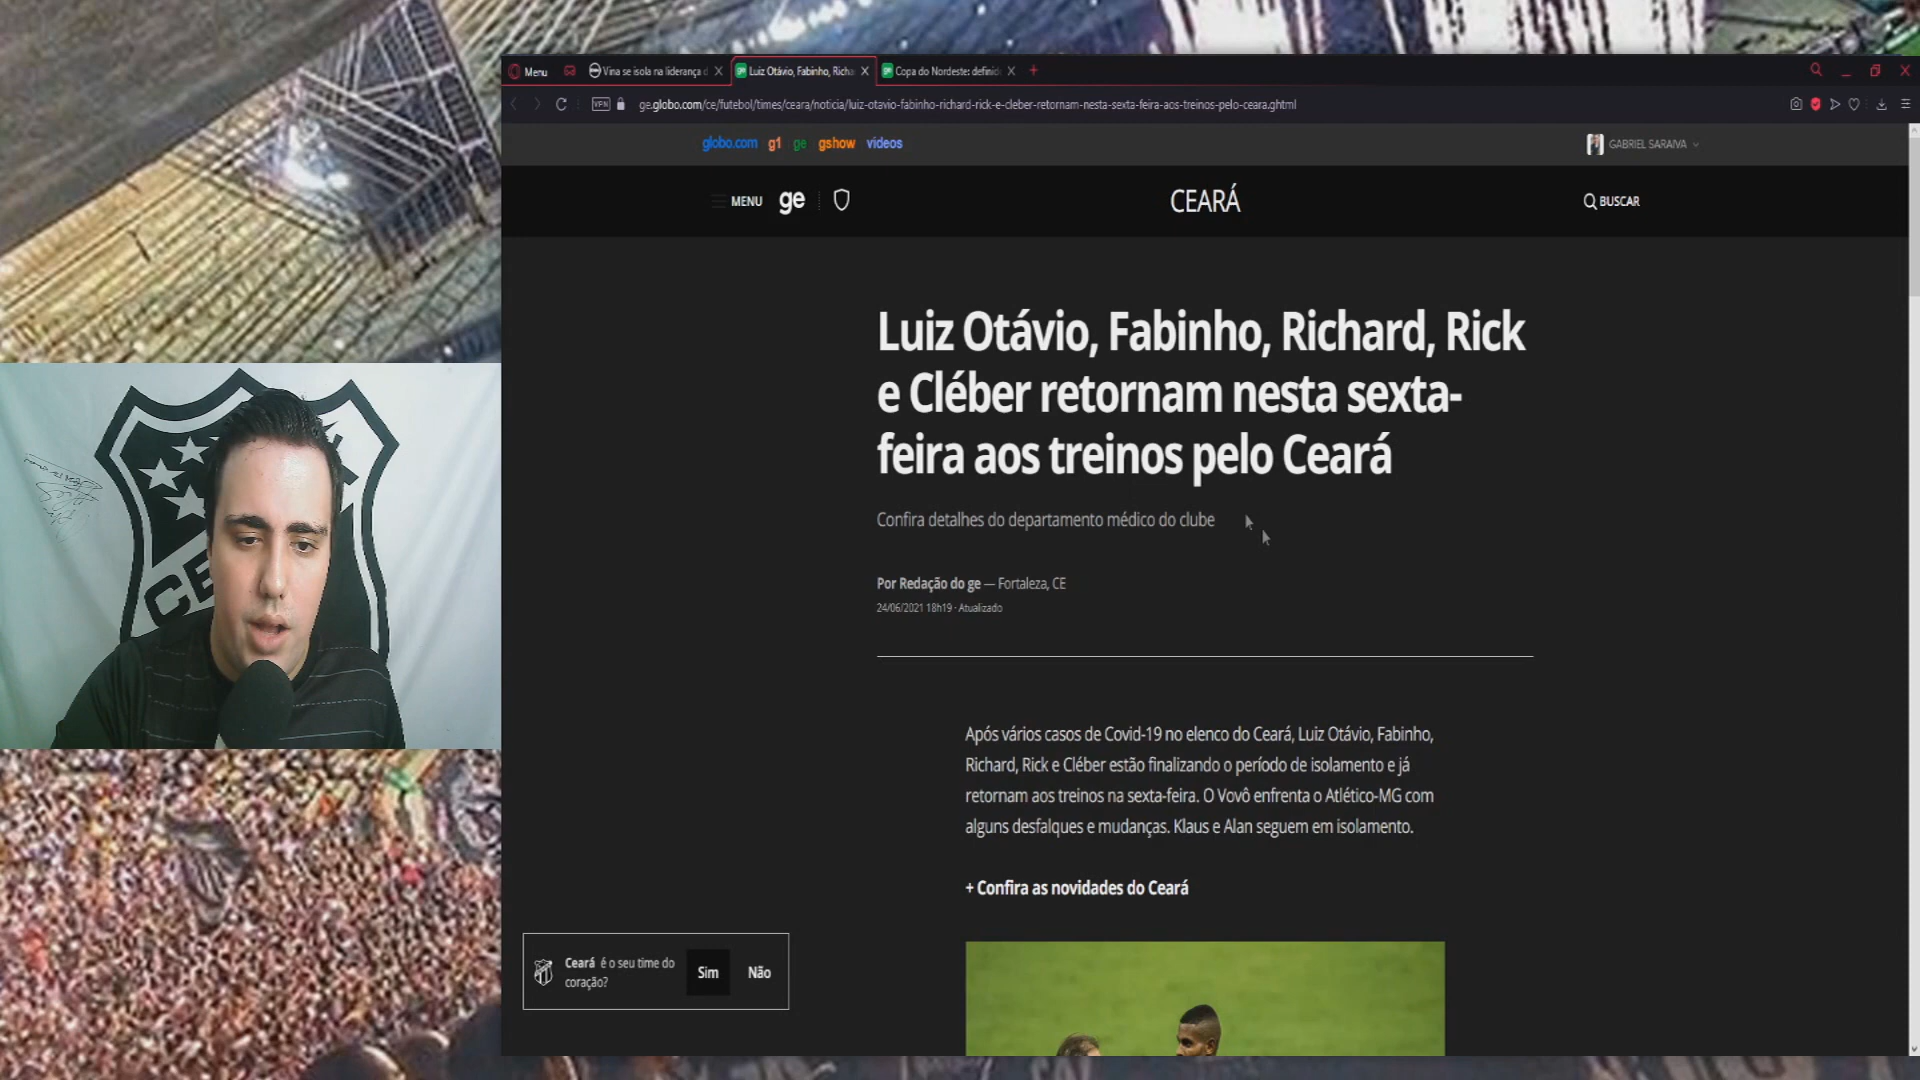 Menu
Vina se isola na liderança d
Luiz Otávio, Fabinho, Richa
Copa do Nordeste: definid
VPN
ge.globo.com/ce/futebol/times/ceara/noticia/luiz-otavio-fabinho-richard-rick-e-cleber-retornam-nesta-sexta-feira-aos-treinos-pelo-ceara.ghtml
globo.com g1 ge gshow vídeos
GABRIEL SARAIVA
MENU ge
CEARÁ
BUSCAR
Luiz Otávio, Fabinho, Richard, Rick
e Cléber retornam nesta sexta-
feira aos treinos pelo Ceará
Confira detalhes do departamento médico do clube
Por Redação do ge — Fortaleza, CE
24/06/2021 18h19 · Atualizado
Após vários casos de Covid-19 no elenco do Ceará, Luiz Otávio, Fabinho,
Richard, Rick e Cléber estão finalizando o período de isolamento e já
retornam aos treinos na sexta-feira. O Vovô enfrenta o Atlético-MG com
alguns desfalques e mudanças. Klaus e Alan seguem em isolamento.
+ Confira as novidades do Ceará
Ceará é o seu time do
coração?
Sim
Não
CE